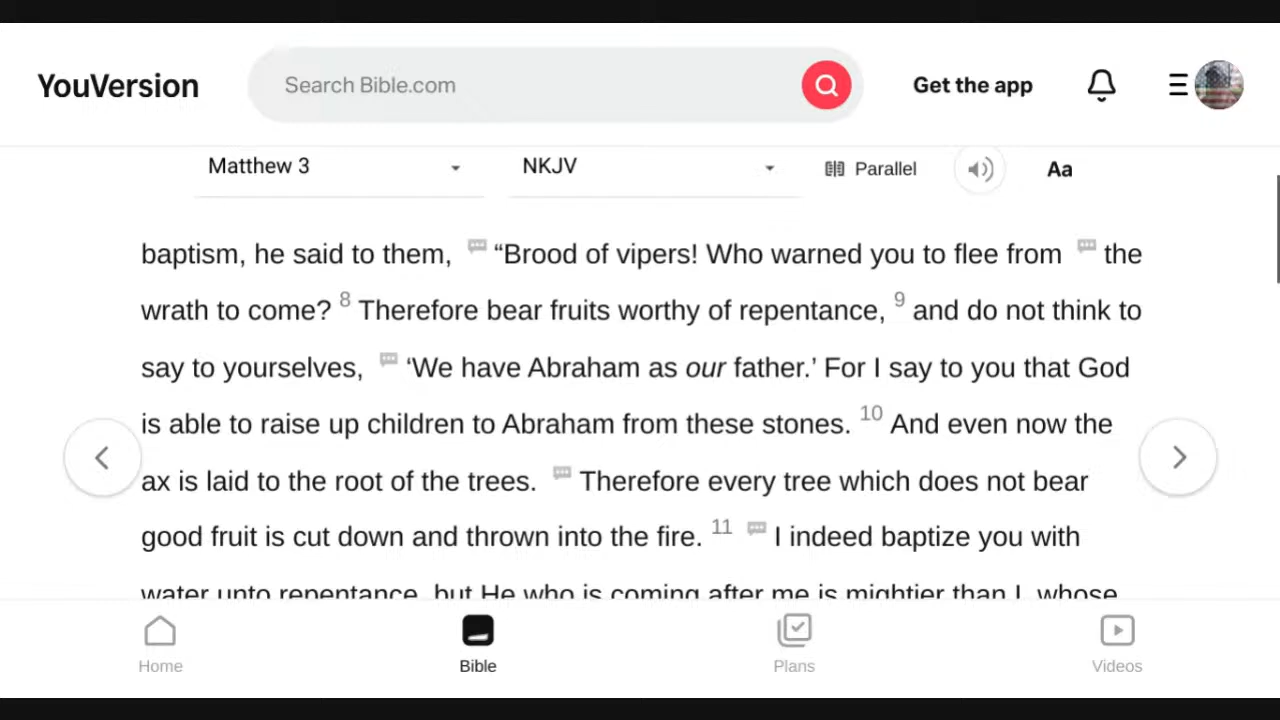 YouVersion
Search Bible.com
Get the app
Matthew 3
NKJV
Parallel
Aa
baptism, he said to them, “Brood of vipers! Who warned you to flee from the
wrath to come? 8 Therefore bear fruits worthy of repentance, 9 and do not think to
say to yourselves, ‘We have Abraham as our father.’ For I say to you that God
is able to raise up children to Abraham from these stones. 10 And even now the
ax is laid to the root of the trees. Therefore every tree which does not bear
good fruit is cut down and thrown into the fire. 11 I indeed baptize you with
water unto repentance, but He who is coming after me is mightier than I, whose
Home
Bible
Plans
Videos